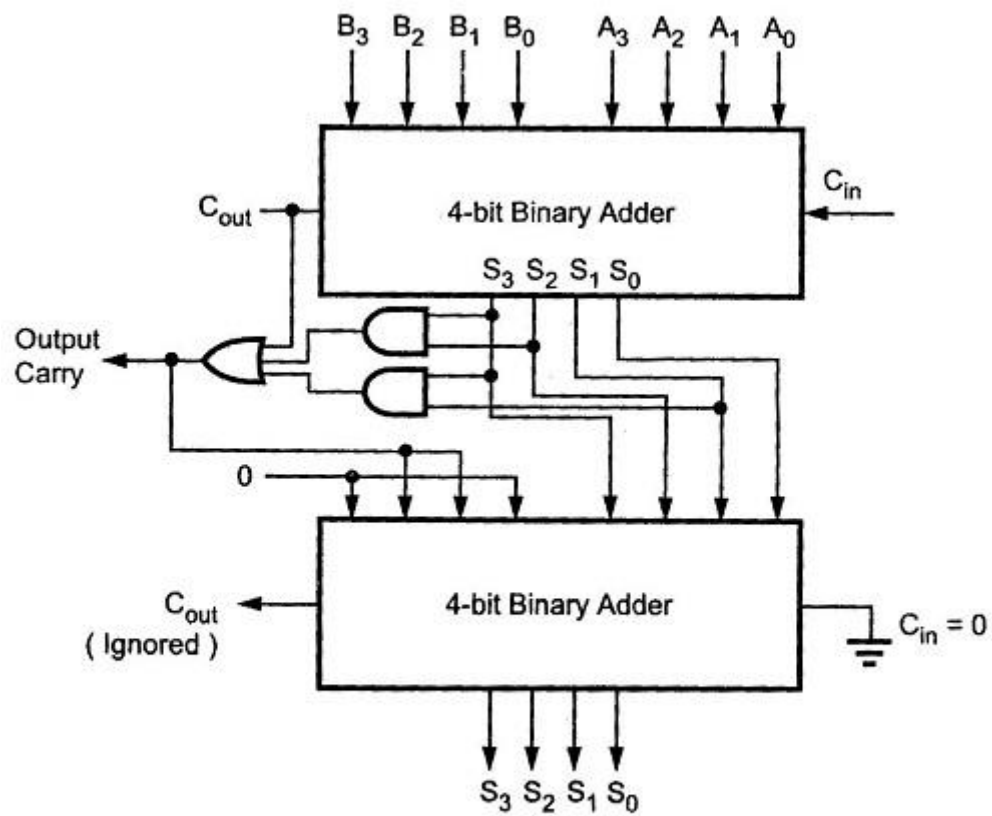 B3 B2 B1 B0 A3 A2 A1 A0
Cout
4-bit Binary Adder
Cin
S3 S2 S1 S0
Output
Carry
0
Cout
( Ignored )
4-bit Binary Adder
Cin = 0
S3 S2 S1 S0